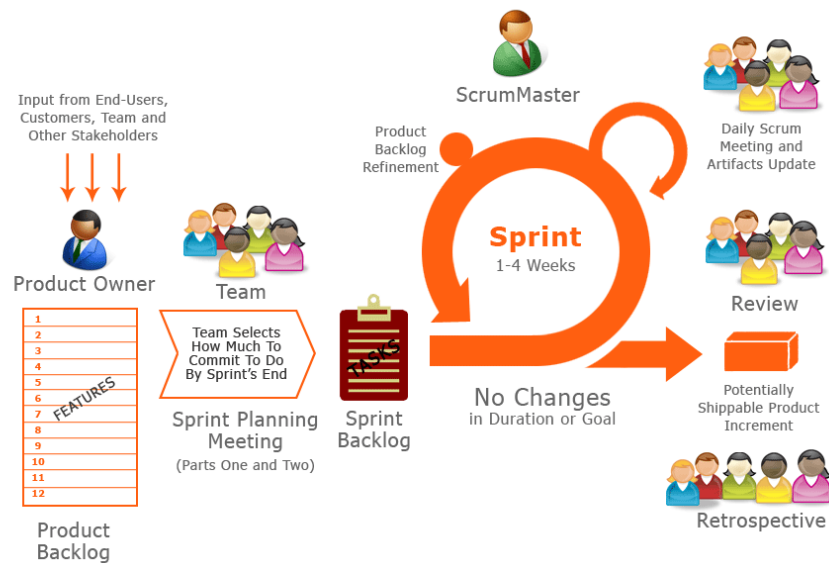 Input from End-Users,
Customers, Team and
Other Stakeholders
Product Owner
1
2
3
4
5
6
7
8
9
10
11
12
FEATURES
Product
Backlog
Team
Team Selects
How Much To
Commit To Do
By Sprint's End
Sprint Planning
Meeting
(Parts One and Two)
TASKS
Sprint
Backlog
ScrumMaster
Product
Backlog
Refinement
Sprint
1-4 Weeks
No Changes
in Duration or Goal
Daily Scrum
Meeting and
Artifacts Update
Review
Potentially
Shippable Product
Increment
Retrospective